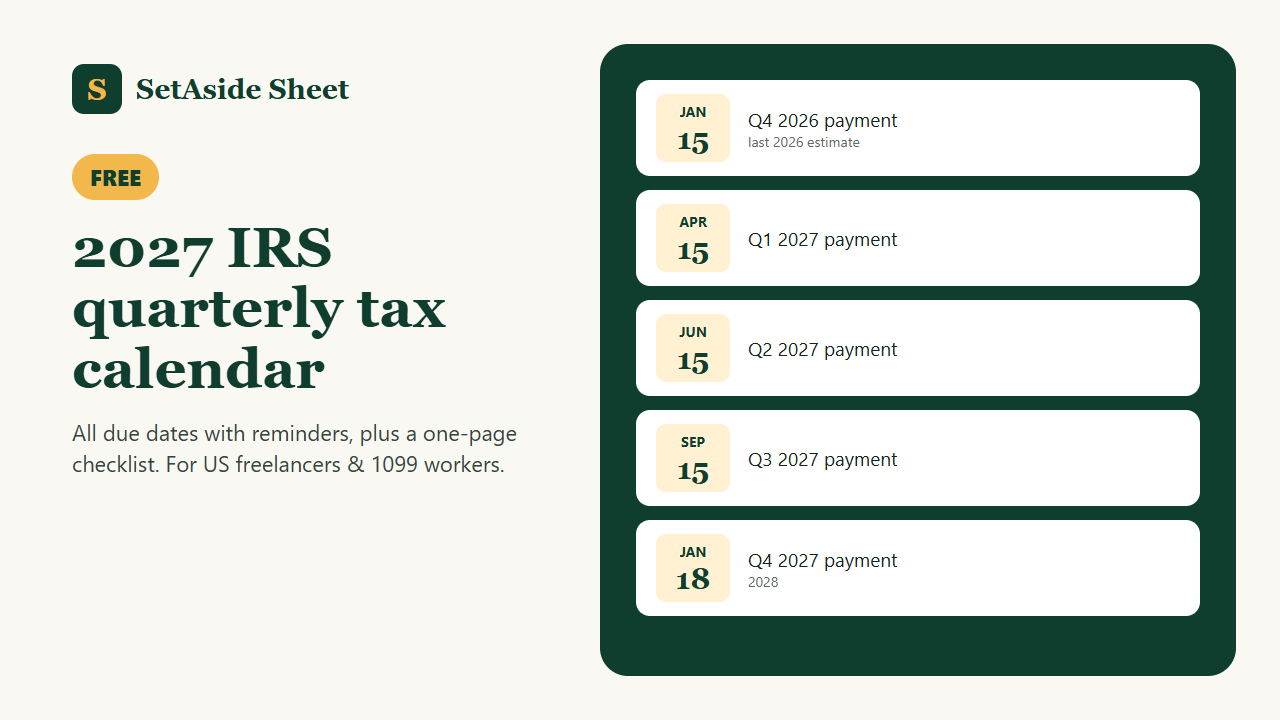 S
SetAside Sheet
FREE
2027 IRS
quarterly tax
calendar
All due dates with reminders, plus a one-page
checklist. For US freelancers & 1099 workers.
JAN
15
Q4 2026 payment
last 2026 estimate
APR
15
Q1 2027 payment
JUN
15
Q2 2027 payment
SEP
15
Q3 2027 payment
JAN
18
Q4 2027 payment
2028